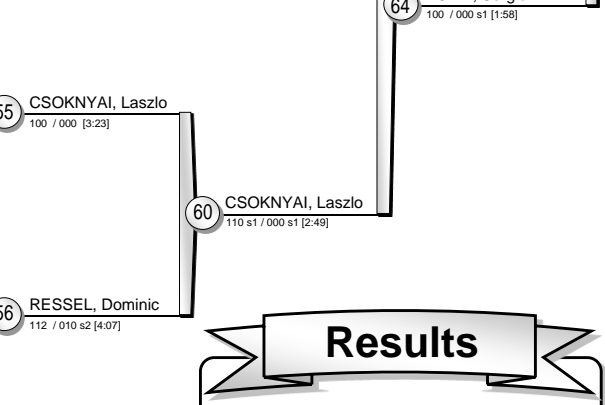 64
100 / 000 s1 [1:58]
55
CSOKNYAI, Laszlo
100 / 000 [3:23]
60
CSOKNYAI, Laszlo
110 s1 / 000 s1 [2:49]
56
RESSEL, Dominic
112 / 010 s2 [4:07]
Results